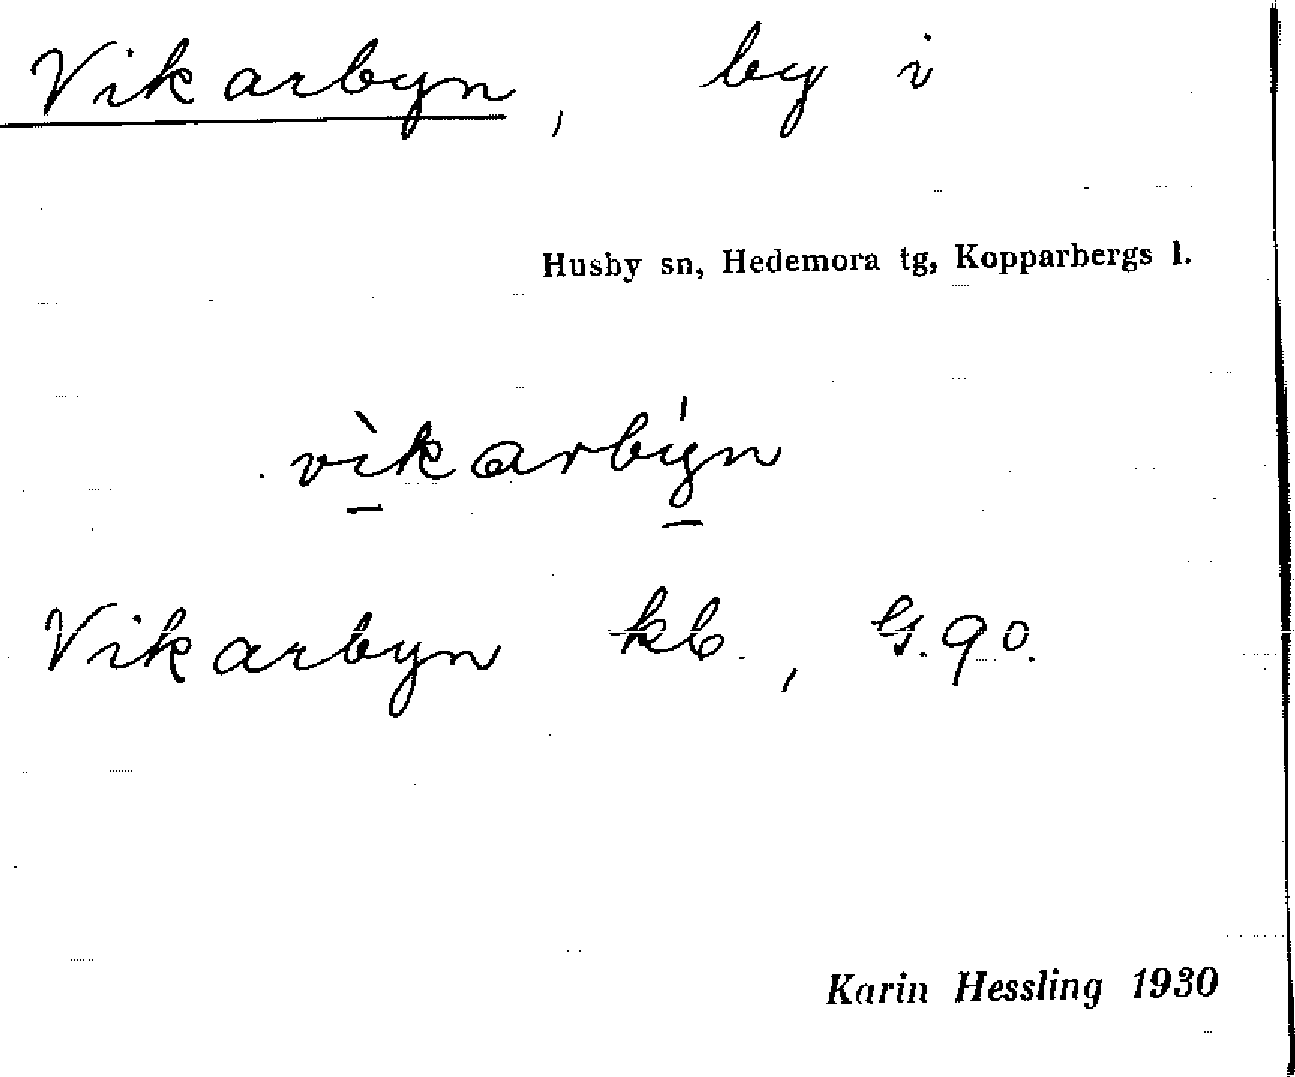 Vikarbyn, by i
Husby sn, Hedemora tg, Kopparbergs l.
vìkarbýn
Vikarbyn kb., G.90.
Karin Hessling 1930